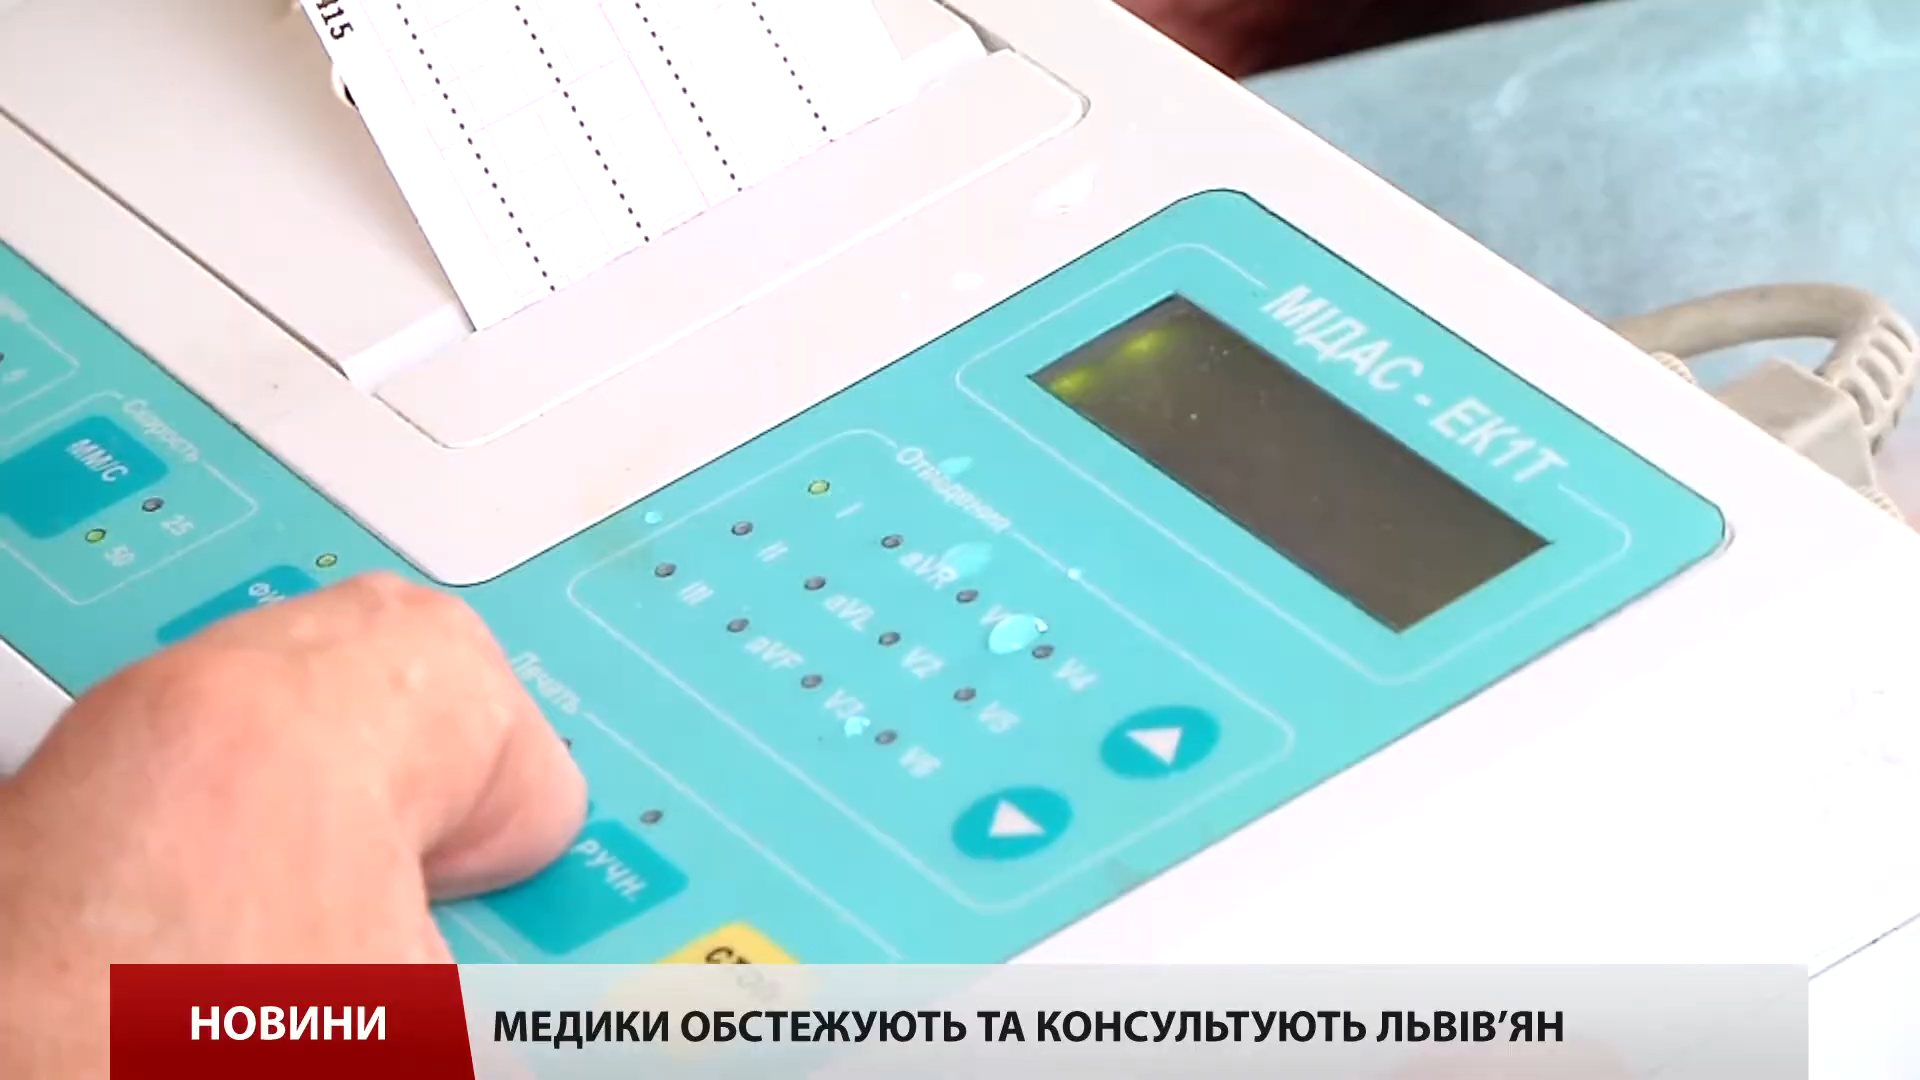 МІДАС - ЕК1Т
Отведения
I
II
III
aVR
aVL
aVF
V2
V3
V4
V5
V6
Скорость
ММ/С
25
50
Печать
РУЧН.
НОВИНИ
МЕДИКИ ОБСТЕЖУЮТЬ ТА КОНСУЛЬТУЮТЬ ЛЬВІВ’ЯН